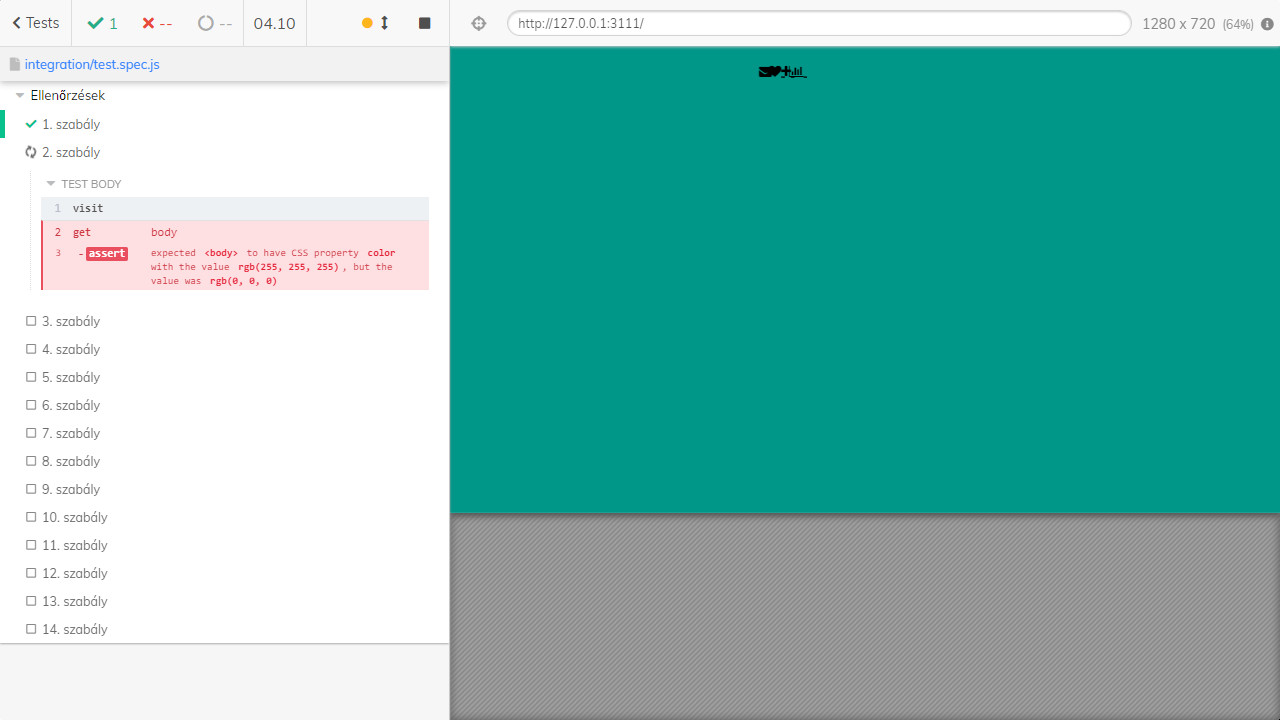 Tests
1
--
--
04.10
http://127.0.0.1:3111/
1280 x 720 (64%)
integration/test.spec.js
Ellenőrzések
1. szabály
2. szabály
TEST BODY
1 visit
2 get body
3 - assert expected <body> to have CSS property color
with the value rgb(255, 255, 255) , but the
value was rgb(0, 0, 0)
3. szabály
4. szabály
5. szabály
6. szabály
7. szabály
8. szabály
9. szabály
10. szabály
11. szabály
12. szabály
13. szabály
14. szabály